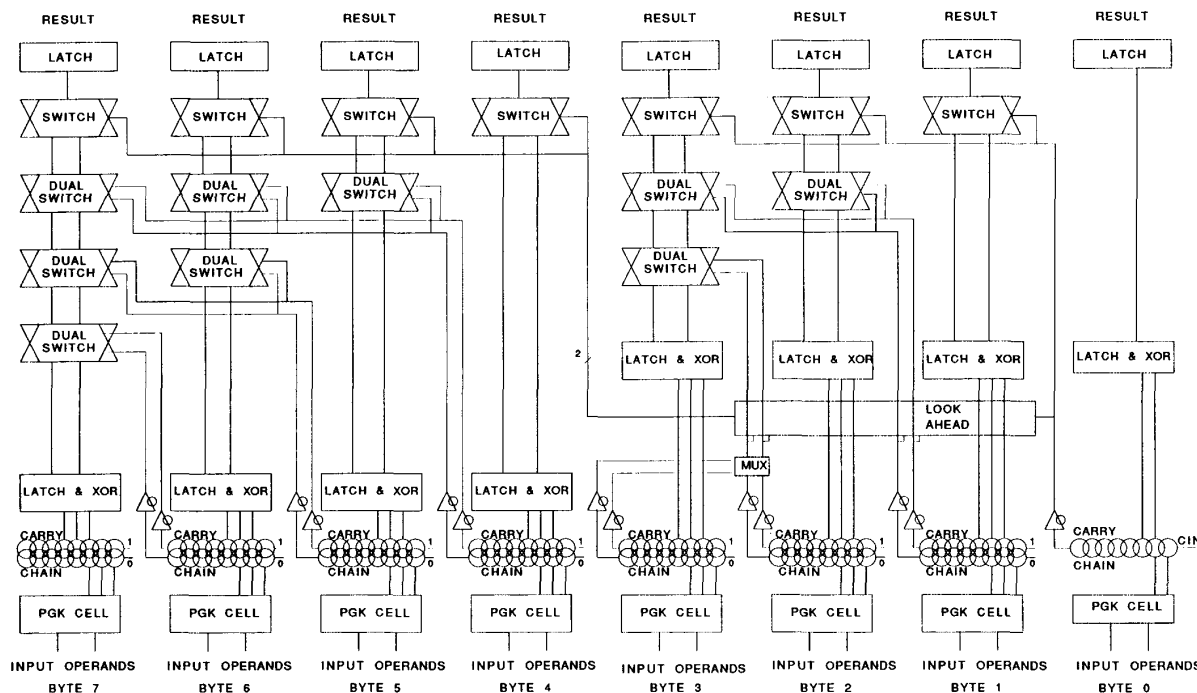 RESULT RESULT RESULT RESULT RESULT RESULT RESULT RESULT
LATCH LATCH LATCH LATCH LATCH LATCH LATCH LATCH
SWITCH SWITCH SWITCH SWITCH SWITCH SWITCH SWITCH
DUAL SWITCH DUAL SWITCH DUAL SWITCH DUAL SWITCH DUAL SWITCH
DUAL SWITCH DUAL SWITCH DUAL SWITCH
DUAL SWITCH
2
LATCH & XOR LATCH & XOR LATCH & XOR LATCH & XOR
LOOK AHEAD
MUX
LATCH & XOR LATCH & XOR LATCH & XOR LATCH & XOR
CARRY 1 CARRY 1 CARRY 1 CARRY 1 CARRY 1 CARRY 1 CARRY 1 CARRY CIN
CHAIN 0 CHAIN 0 CHAIN 0 CHAIN 0 CHAIN 0 CHAIN 0 CHAIN 0 CHAIN
PGK CELL PGK CELL PGK CELL PGK CELL PGK CELL PGK CELL PGK CELL PGK CELL
INPUT OPERANDS INPUT OPERANDS INPUT OPERANDS INPUT OPERANDS INPUT OPERANDS INPUT OPERANDS INPUT OPERANDS INPUT OPERANDS
BYTE 7 BYTE 6 BYTE 5 BYTE 4 BYTE 3 BYTE 2 BYTE 1 BYTE 0